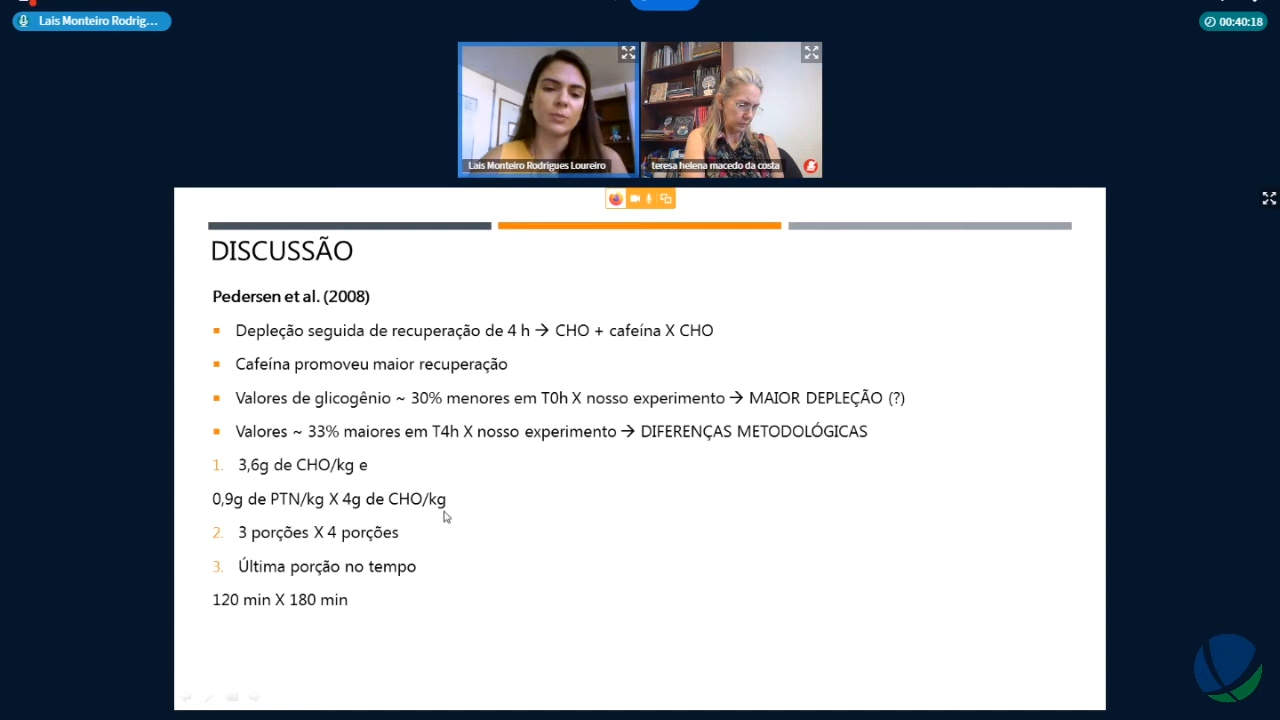 Lais Monteiro Rodrig...
00:40:18
Lais Monteiro Rodrigues Loureiro
teresa helena macedo da costa
DISCUSSÃO
Pedersen et al. (2008)
▪ Depleção seguida de recuperação de 4 h → CHO + cafeína X CHO
▪ Cafeína promoveu maior recuperação
▪ Valores de glicogênio ~ 30% menores em T0h X nosso experimento → MAIOR DEPLEÇÃO (?)
▪ Valores ~ 33% maiores em T4h X nosso experimento → DIFERENÇAS METODOLÓGICAS
1. 3,6g de CHO/kg e
0,9g de PTN/kg X 4g de CHO/kg
2. 3 porções X 4 porções
3. Última porção no tempo
120 min X 180 min